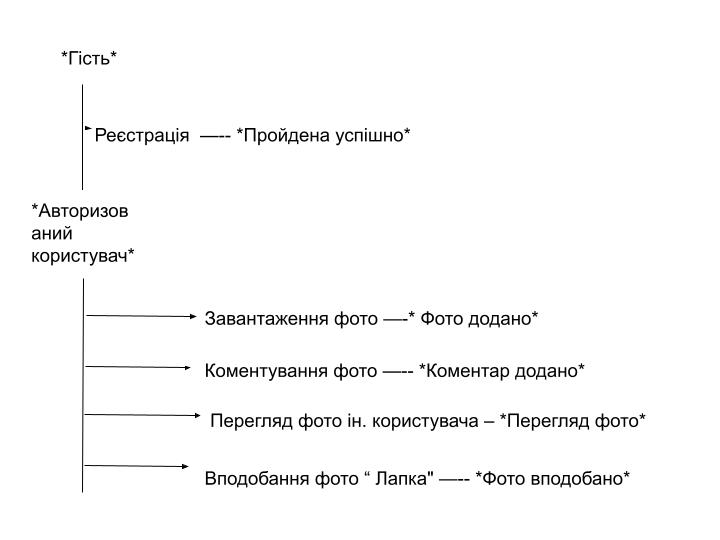 *Гість*
Реєстрація —-- *Пройдена успішно*
*Авторизов
аний
користувач*
Завантаження фото —-* Фото додано*
Коментування фото —-- *Коментар додано*
Перегляд фото ін. користувача – *Перегляд фото*
Вподобання фото “ Лапка" —-- *Фото вподобано*